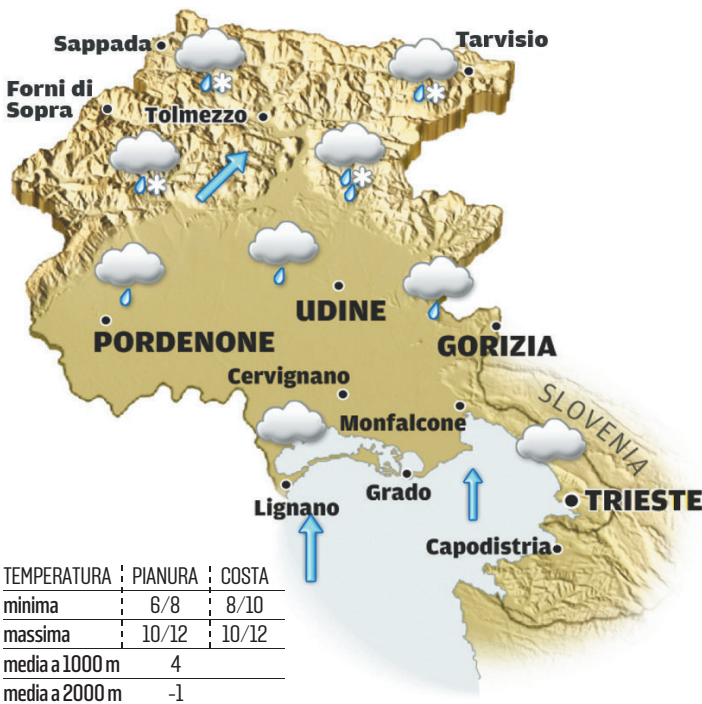 Sappada
Tarvisio
Forni di
Sopra
Tolmezzo
UDINE
PORDENONE
GORIZIA
Cervignano
SLOVENIA
Monfalcone
Grado
Lignano
TRIESTE
Capodistria
TEMPERATURA PIANURA COSTA
minima 6/8 8/10
massima 10/12 10/12
media a 1000 m 4
media a 2000 m -1